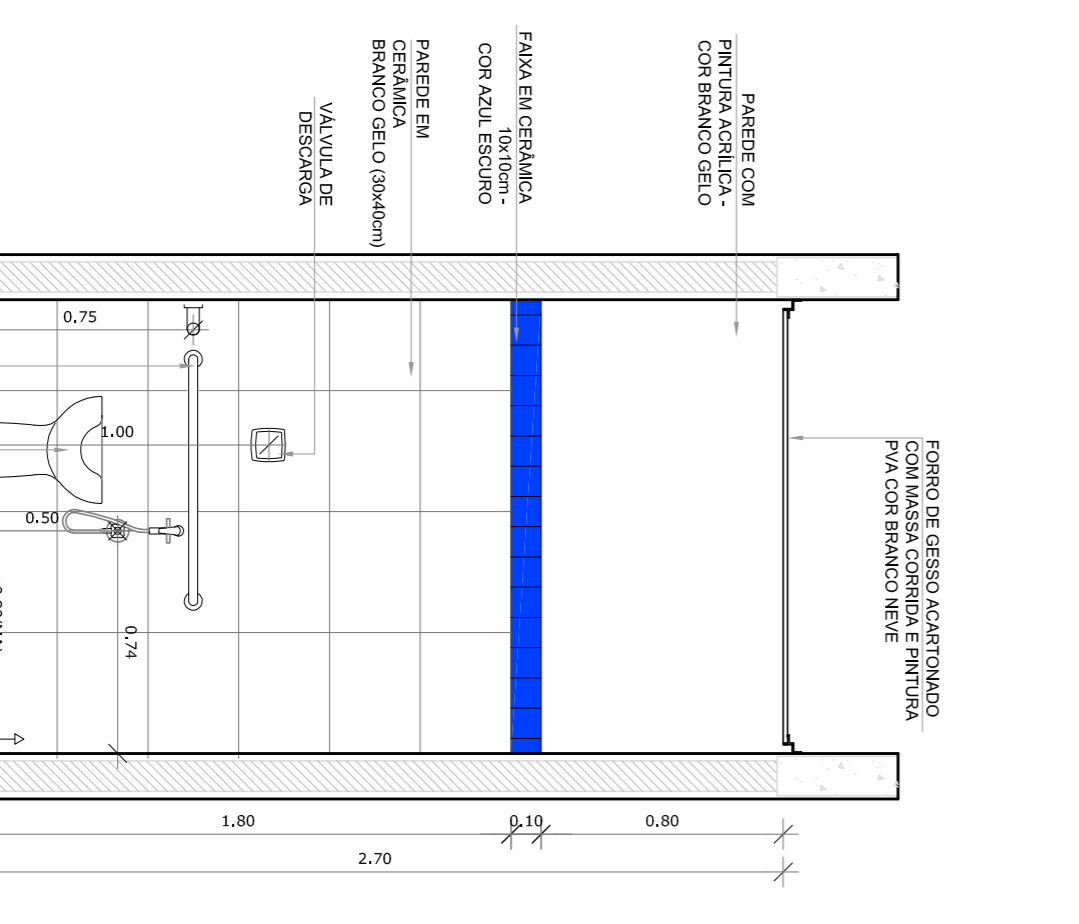 PAREDE COM
PINTURA ACRÍLICA -
COR BRANCO GELO
FAIXA EM CERÂMICA
10x10cm -
COR AZUL ESCURO
PAREDE EM
CERÂMICA
BRANCO GELO (30x40cm)
VÁLVULA DE
DESCARGA
FORRO DE GESSO ACARTONADO
COM MASSA CORRIDA E PINTURA
PVA COR BRANCO NEVE
0.75
1.00
0.50
0.74
1.80
0.10
0.80
2.70